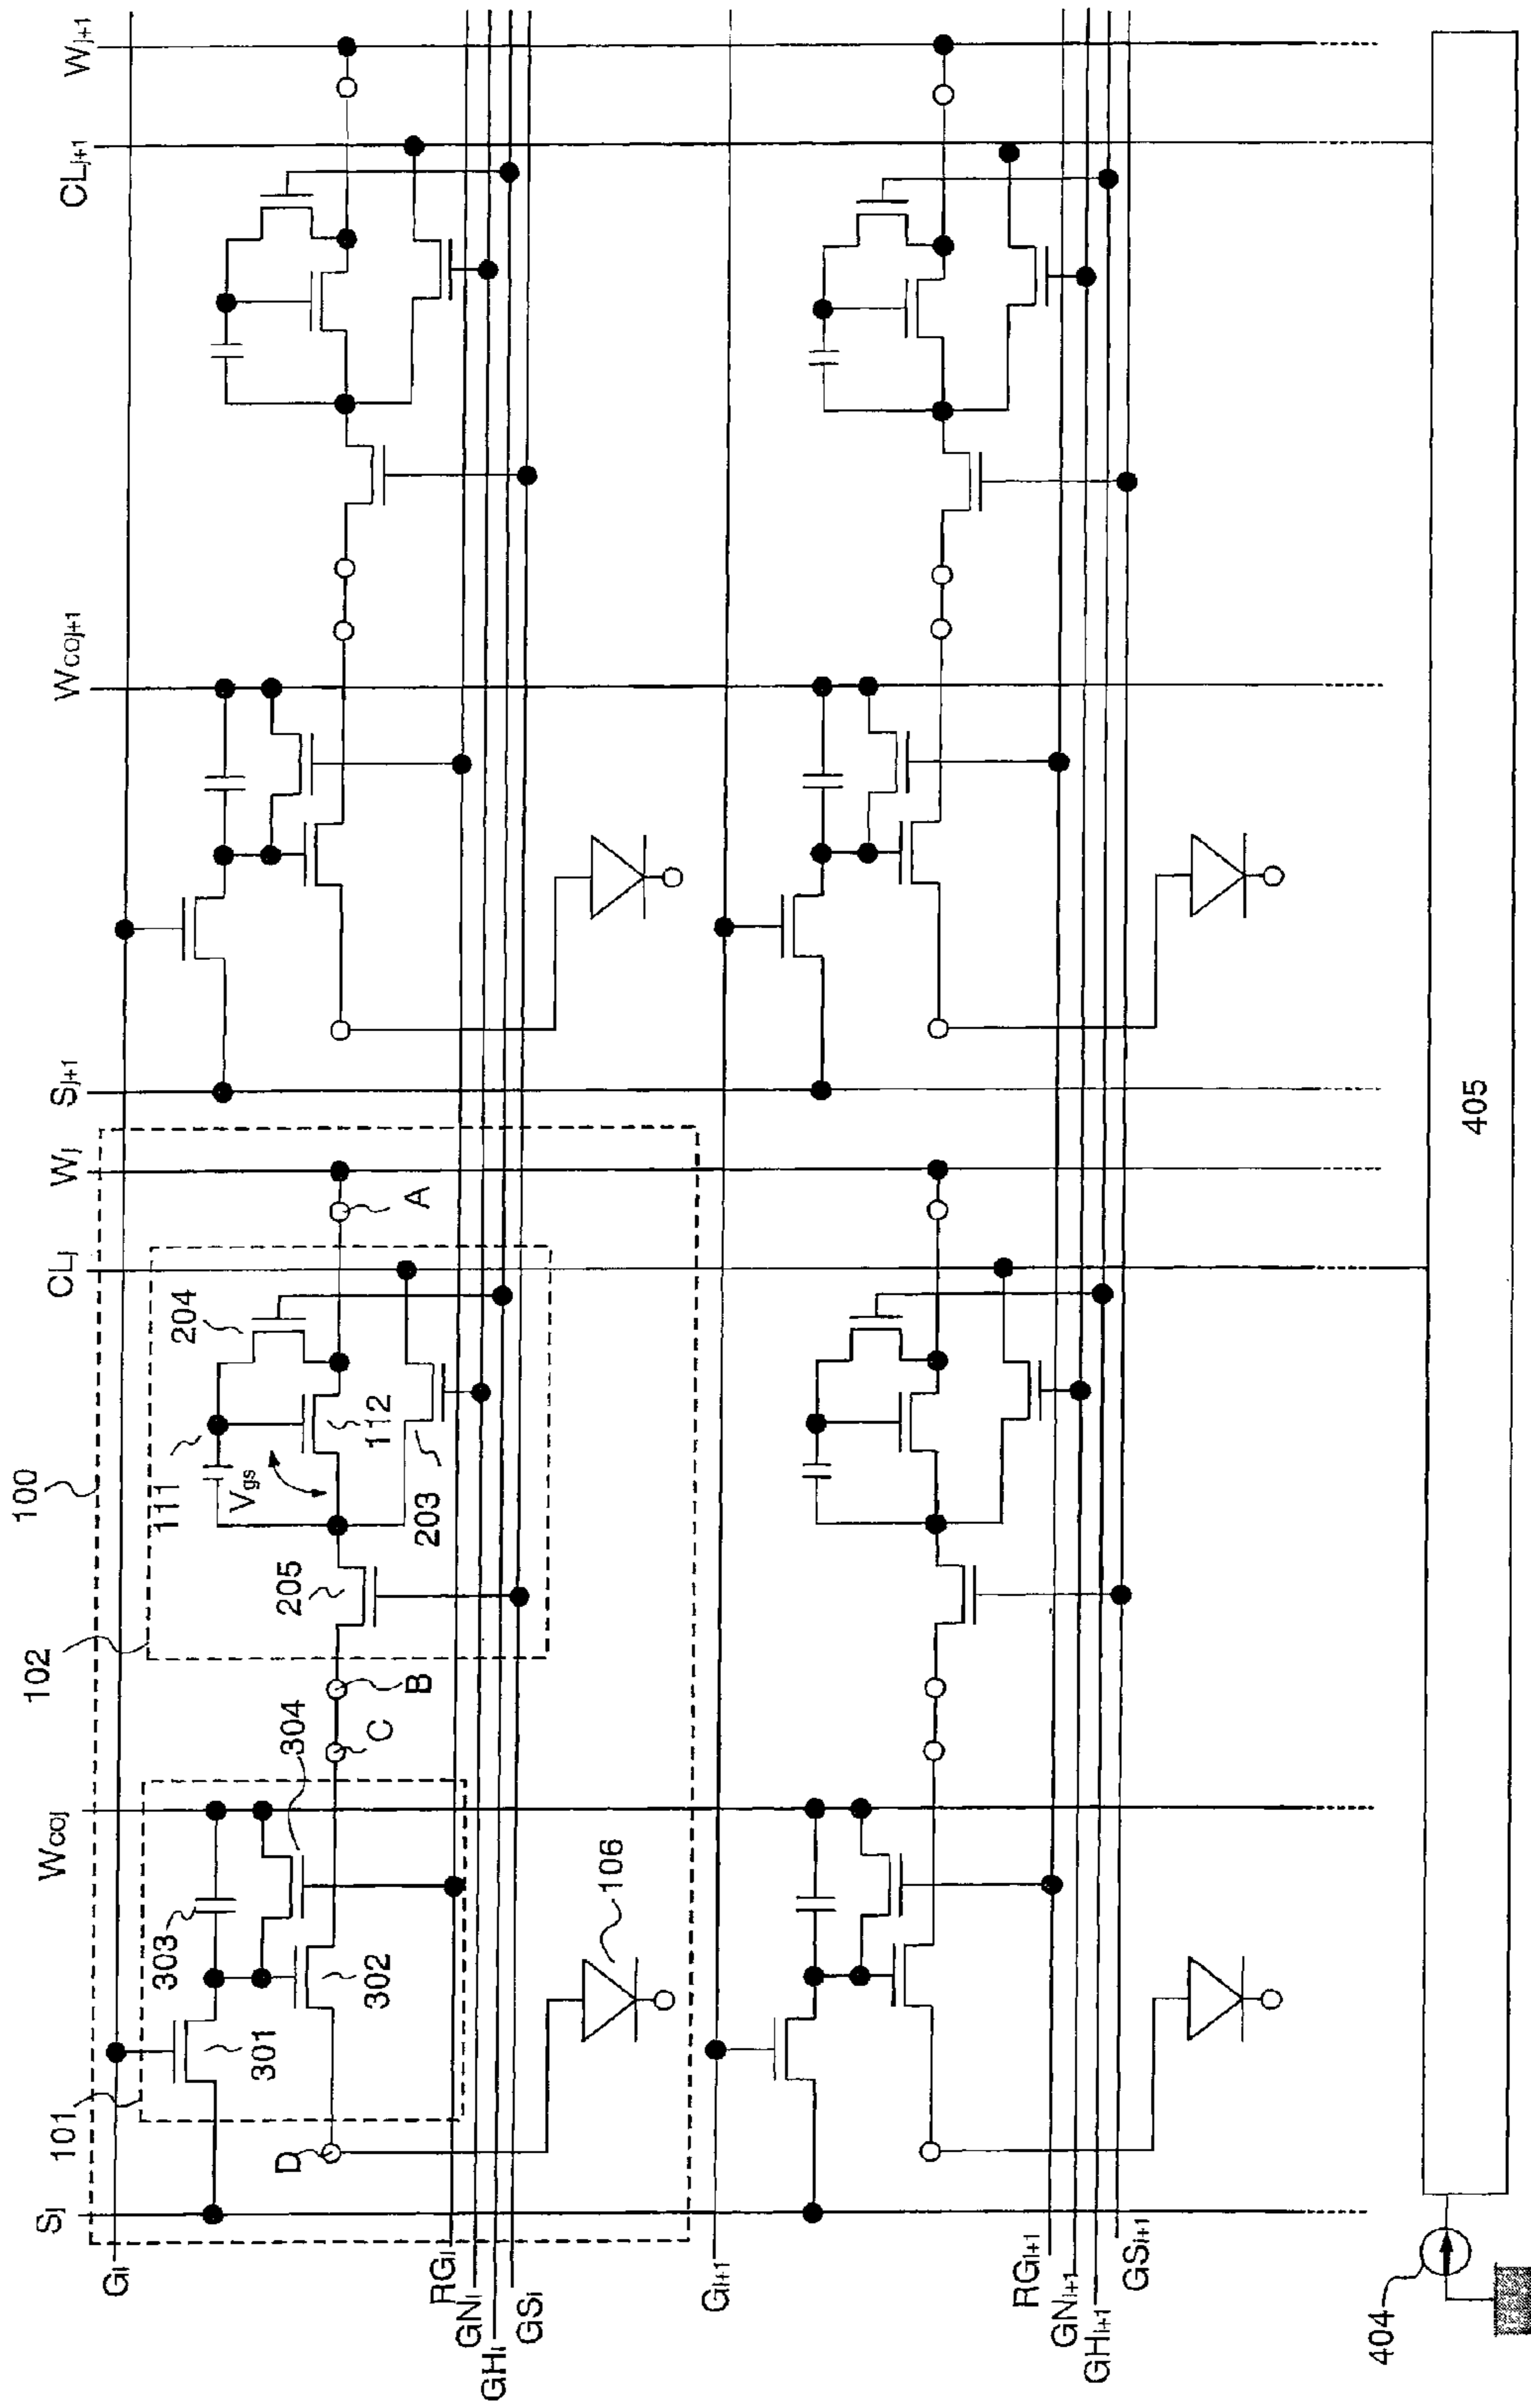 100
102
101
Sj
Wcoj
CLj
Wj
Sj+1
Wcoj+1
CLj+1
Wj+1
Gi
303
301
302
304
D
C
B
205
111
Vgs
112
204
203
A
106
RGi
GNi
GHi
GSi
Gi+1
RGi+1
GNi+1
GHi+1
GSi+1
404
405